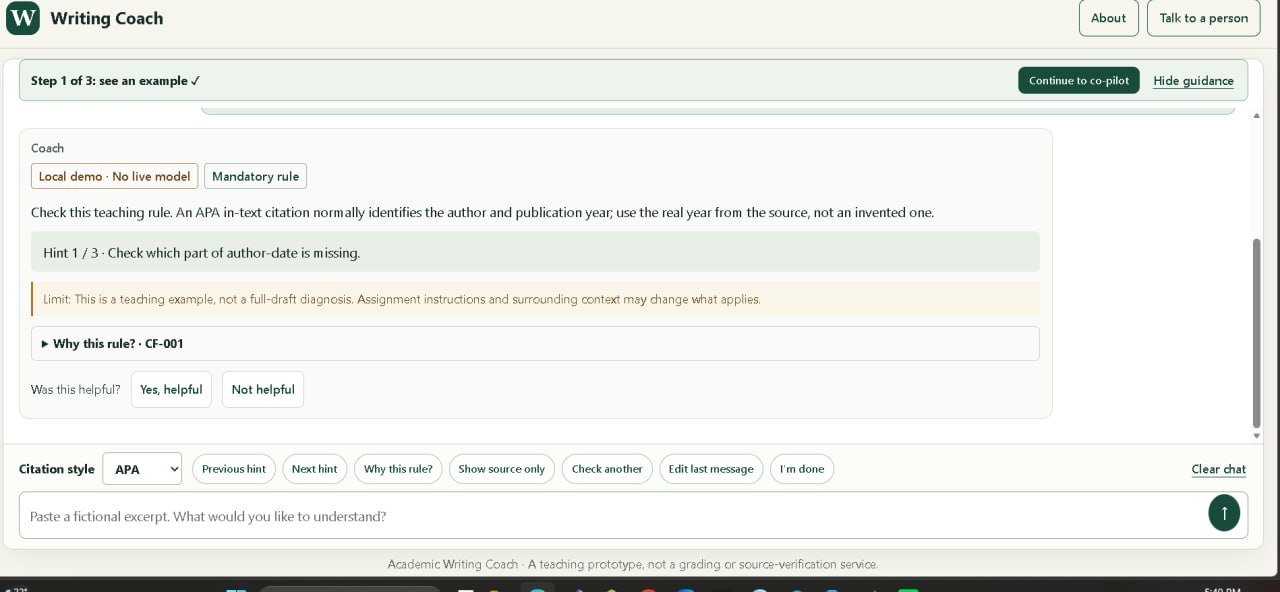 W Writing Coach About Talk to a person
Step 1 of 3: see an example ✓ Continue to co-pilot Hide guidance
Coach
Local demo · No live model Mandatory rule
Check this teaching rule. An APA in-text citation normally identifies the author and publication year; use the real year from the source, not an invented one.
Hint 1 / 3 · Check which part of author-date is missing.
Limit: This is a teaching example, not a full-draft diagnosis. Assignment instructions and surrounding context may change what applies.
▶ Why this rule? · CF-001
Was this helpful? Yes, helpful Not helpful
Citation style APA Previous hint Next hint Why this rule? Show source only Check another Edit last message I'm done Clear chat
Paste a fictional excerpt. What would you like to understand?
↑
Academic Writing Coach · A teaching prototype, not a grading or source-verification service.